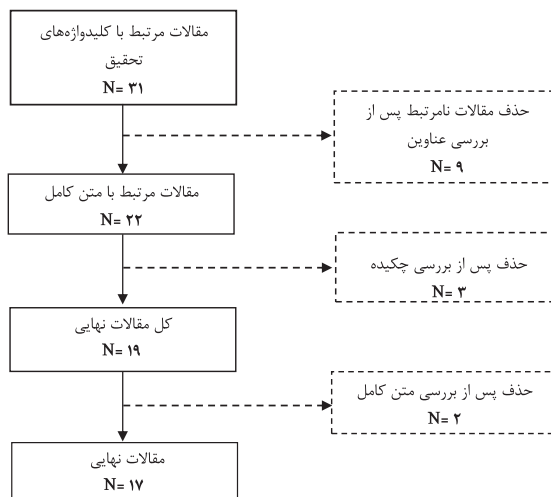 مقالات مرتبط با کلیدواژه‌های
تحقیق
N= ۳۱
حذف مقالات نامرتبط پس از
بررسی عناوین
N= ۹
مقالات مرتبط با متن کامل
N= ۲۲
حذف پس از بررسی چکیده
N= ۳
کل مقالات نهایی
N= ۱۹
حذف پس از بررسی متن کامل
N= ۲
مقالات نهایی
N= ۱۷